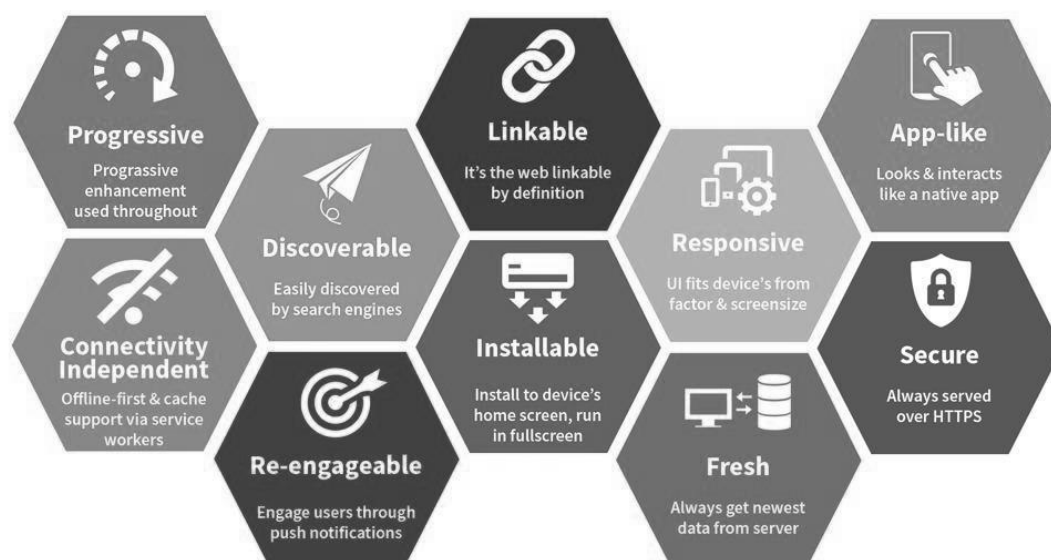 Progressive
Prograssive
enhancement
used throughout
Discoverable
Easily discovered
by search engines
Linkable
It's the web linkable
by definition
Responsive
UI fits device's from
factor & screensize
App-like
Looks & interacts
like a native app
Connectivity
Independent
Offline-first & cache
support via service
workers
Re-engageable
Engage users through
push notifications
Installable
Install to device's
home screen, run
in fullscreen
Fresh
Always get newest
data from server
Secure
Always served
over HTTPS